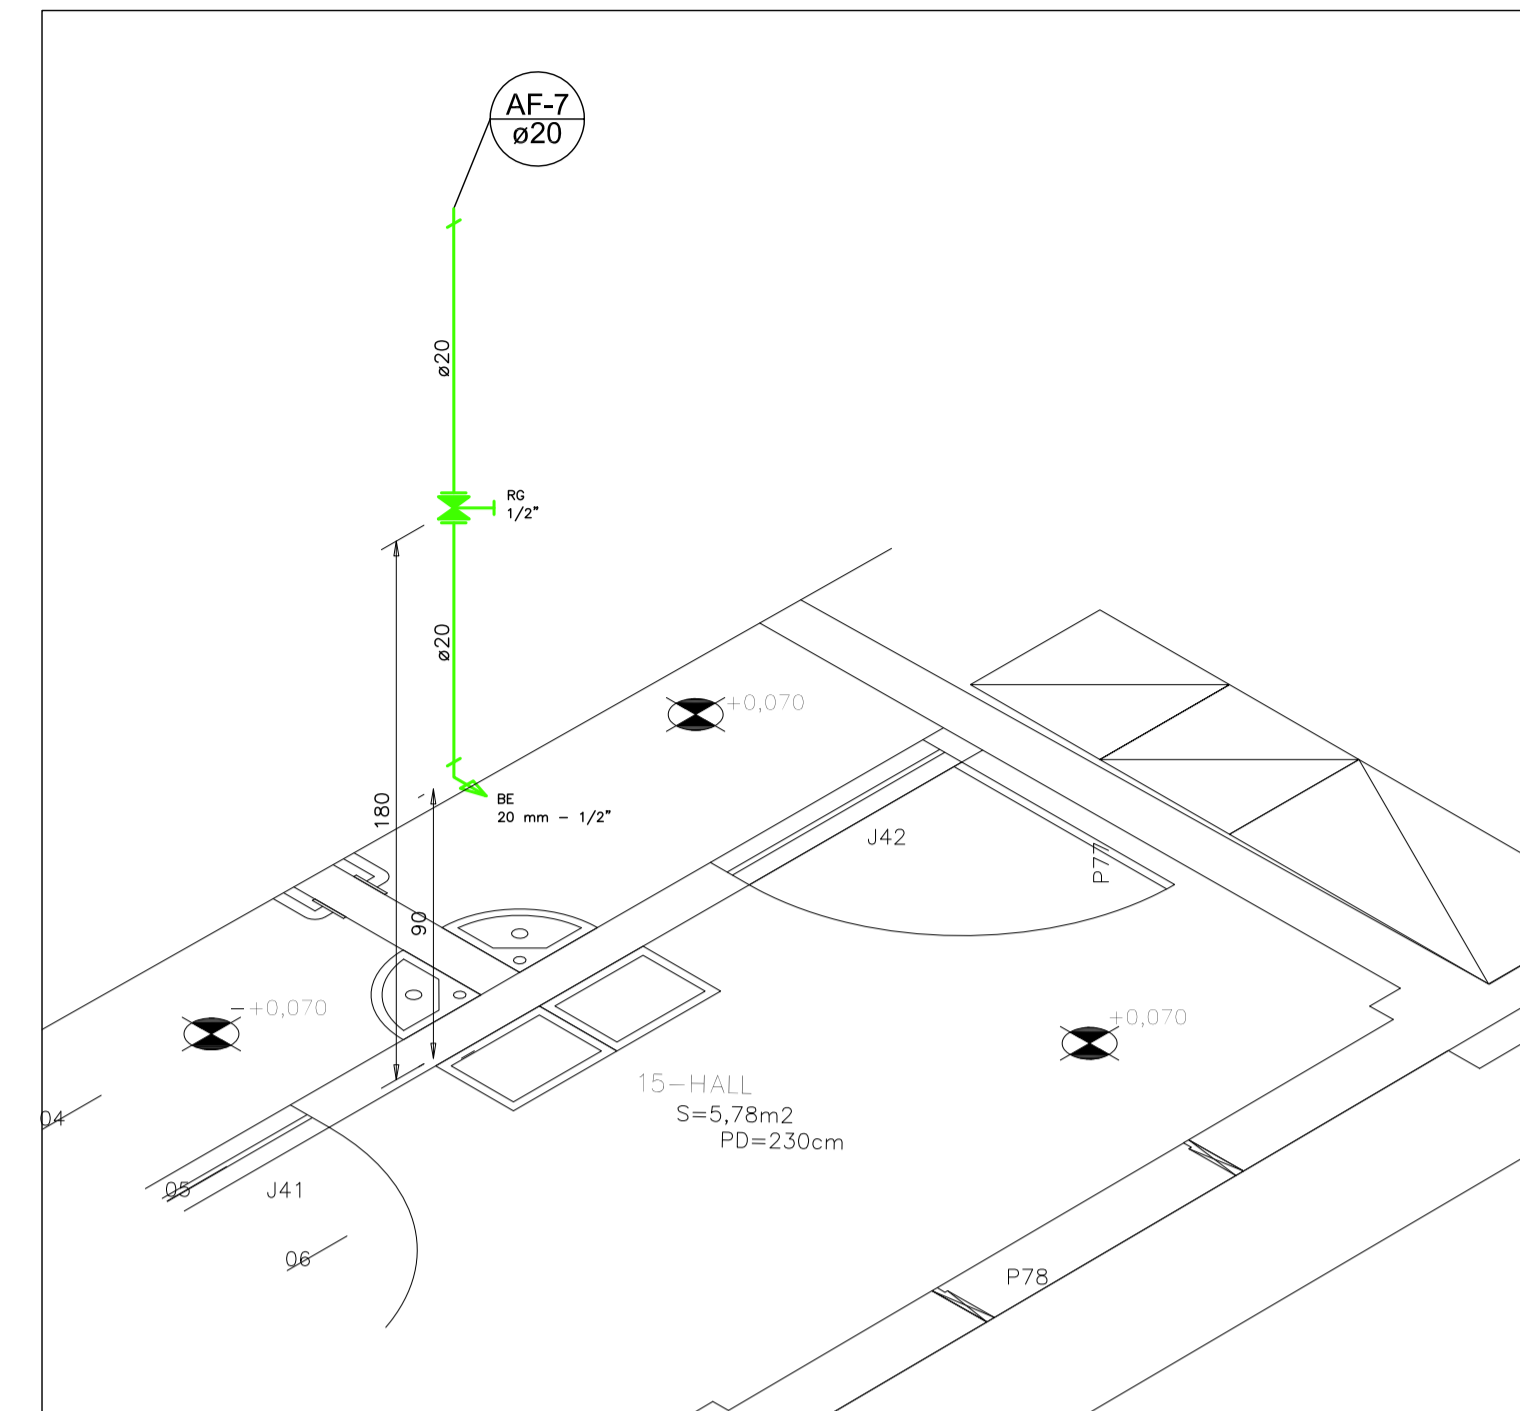 AF-7
ø20
ø20
RG
1/2"
ø20
+0,070
BE
20 mm - 1/2"
180
J42
P77
90
+0,070
+0,070
15-HALL
S=5,78m2
PD=230cm
04
05
J41
06
P78